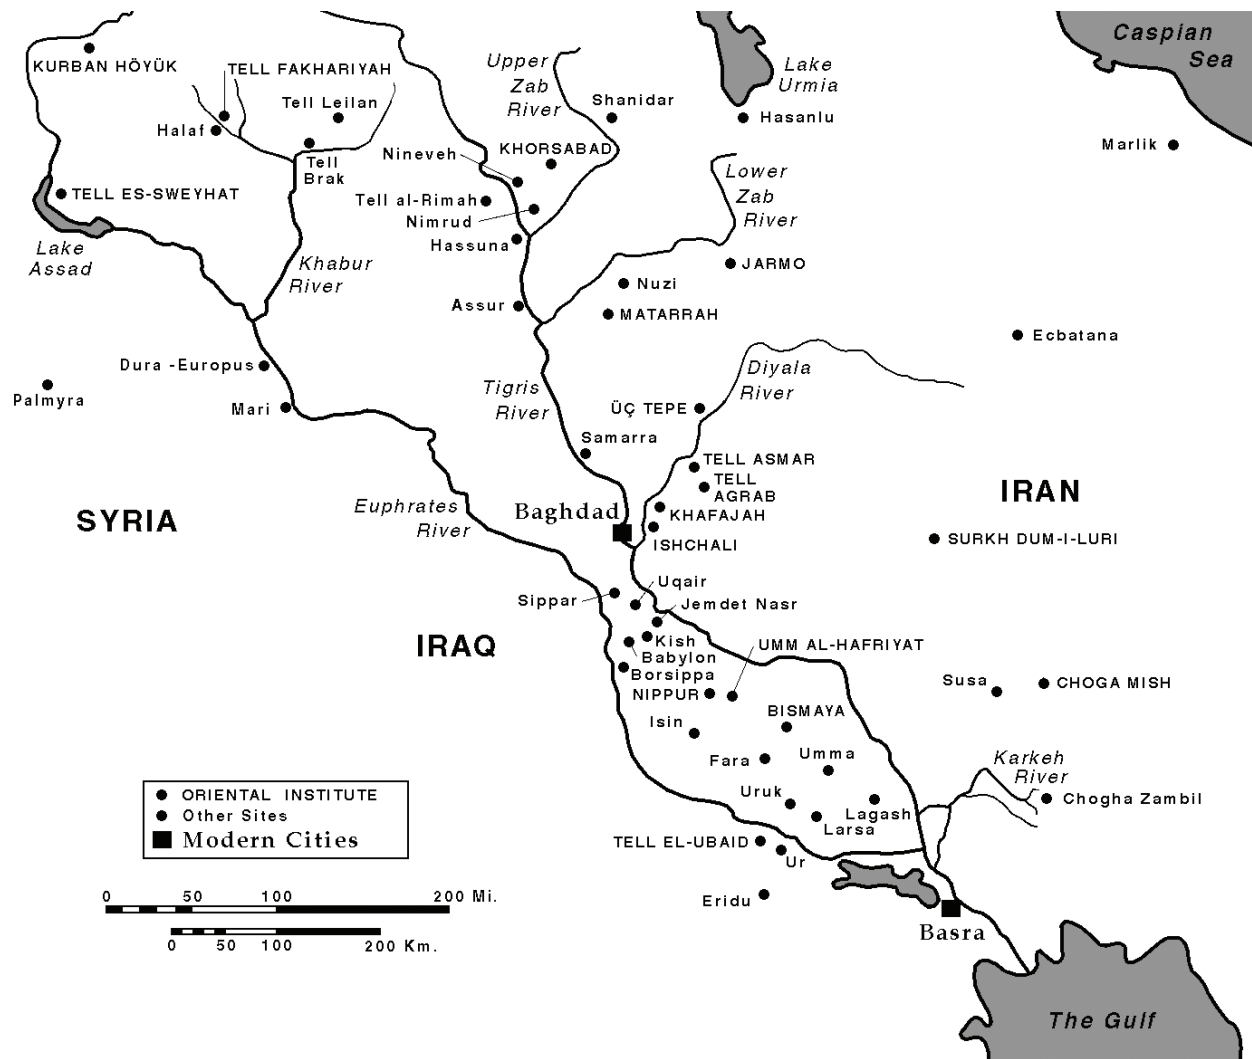 Caspian
Sea
KURBAN HÖYÜK
TELL FAKHARIYAH
Upper
Zab
River
Lake
Urmia
Tell Leilan
Shanidar
Halaf
Hasanlu
Marlik
Nineveh
KHORSABAD
Tell
Brak
Lower
Zab
River
TELL ES-SWEYHAT
Tell al-Rimah
Nimrud
Hassuna
Lake
Assad
Khabur
River
JARMO
Nuzi
Assur
MATARRAH
Ecbatana
Dura -Europus
Diyala
River
Palmyra
Mari
Tigris
River
ÜÇ TEPE
Samarra
TELL ASMAR
TELL
AGRAB
IRAN
Euphrates
River
SYRIA
Baghdad
KHAFAJAH
ISHCHALI
SURKH DUM-I-LURI
Uqair
Sippar
Jemdet Nasr
IRAQ
Kish
UMM AL-HAFRIYAT
Babylon
Borsippa
NIPPUR
Susa
CHOGA MISH
Isin
BISMAYA
Fara
Umma
Karkeh
River
Uruk
Lagash
Larsa
Chogha Zambil
ORIENTAL INSTITUTE
Other Sites
Modern Cities
TELL EL-UBAID
Ur
Eridu
0 50 100 200 Mi.
0 50 100 200 Km.
Basra
The Gulf